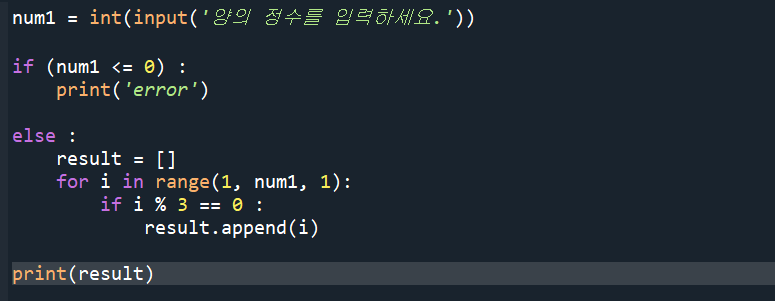 num1 = int(input('양의 정수를 입력하세요.'))
if (num1 <= 0) :
    print('error')
else :
    result = []
    for i in range(1, num1, 1):
        if i % 3 == 0 :
            result.append(i)
print(result)